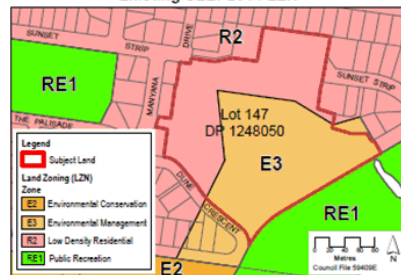 R2
SUNSET
STRIP
DRIVE
MANYANA
RE1
SUNSET STRIP
Lot 147
DP 1248050
THE PALISADE
E3
DUNE
CRESCENT
RE1
E2
Legend
Subject Land
Land Zoning (LZN)
Zone
E2 Environmental Conservation
E3 Environmental Management
R2 Low Density Residential
RE1 Public Recreation
Metres
N
Council File 59409E